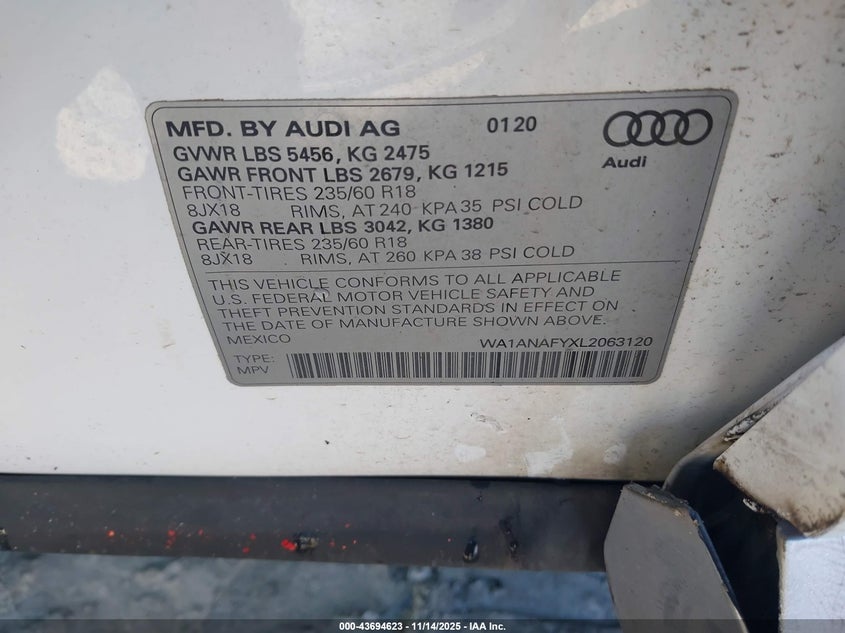 MFD. BY AUDI AG 0120
GVWR LBS 5456, KG 2475
GAWR FRONT LBS 2679, KG 1215
FRONT-TIRES 235/60 R18
8JX18 RIMS, AT 240 KPA 35 PSI COLD
GAWR REAR LBS 3042, KG 1380
REAR-TIRES 235/60 R18
8JX18 RIMS, AT 260 KPA 38 PSI COLD
Audi
THIS VEHICLE CONFORMS TO ALL APPLICABLE
U.S. FEDERAL MOTOR VEHICLE SAFETY AND
THEFT PREVENTION STANDARDS IN EFFECT ON
THE DATE OF MANUFACTURE SHOWN ABOVE.
MEXICO WA1ANAFYXL2063120
TYPE:
MPV
000-43694623 - 11/14/2025 - IAA Inc.